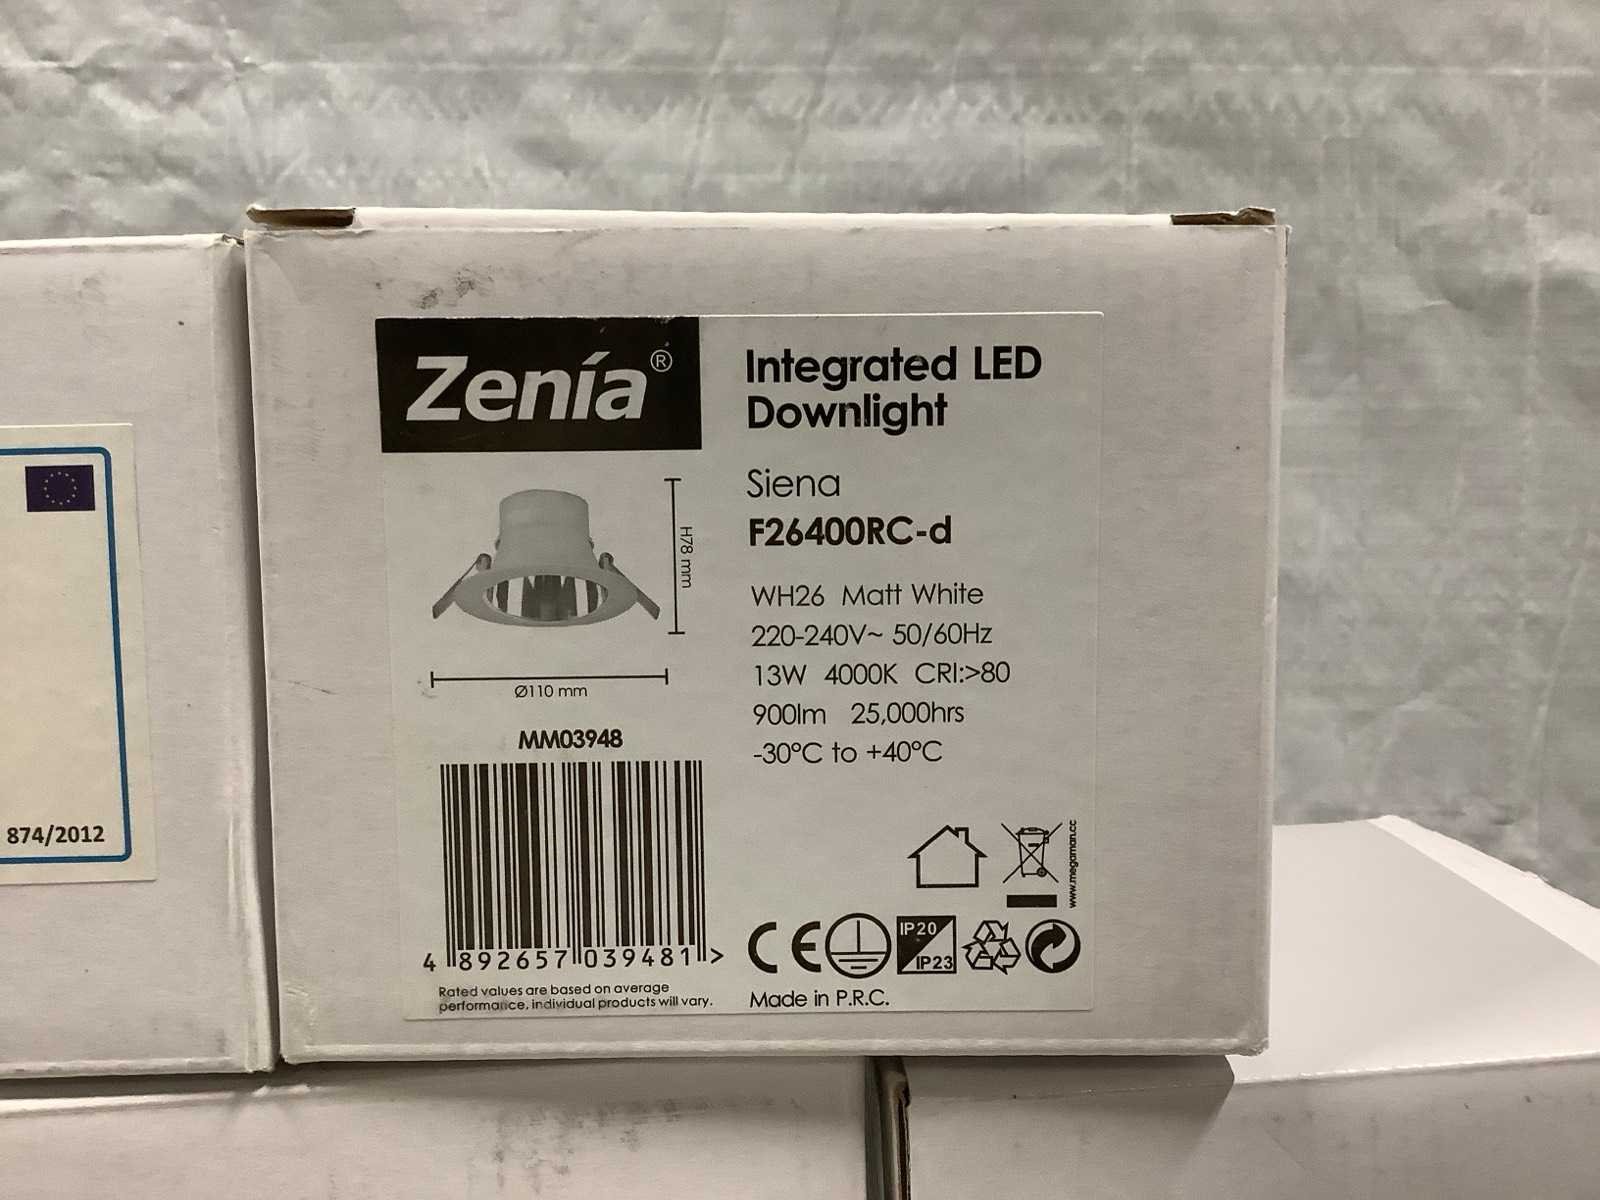 Zenía®
Integrated LED
Downlight
Siena
F26400RC-d
WH26 Matt White
220-240V~ 50/60Hz
13W 4000K CRI:>80
900lm 25,000hrs
-30°C to +40°C
H78 mm
Ø110 mm
MM03948
4 892657 039481 >
Rated values are based on average
performance, individual products will vary.
www.megaman.cc
CE
IP20
IP23
Made in P.R.C.
874/2012